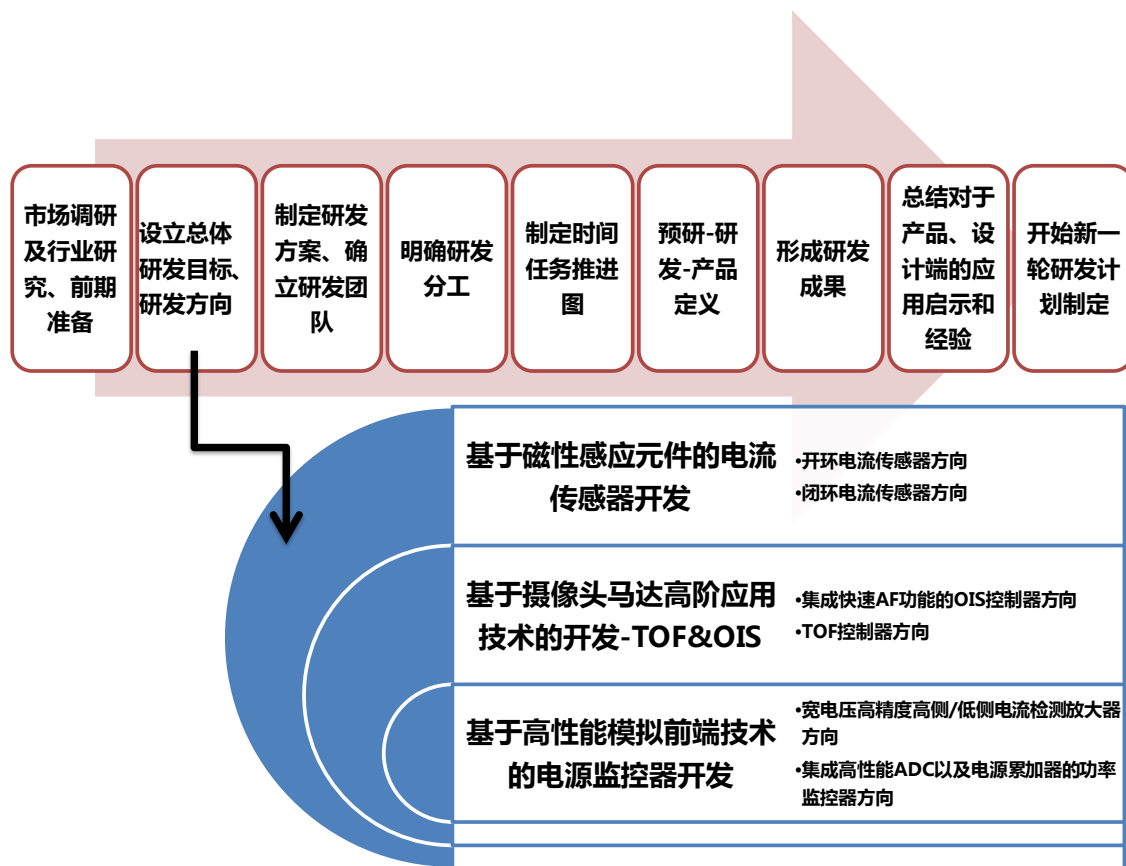 市场调研
及行业研
究、前期
准备
设立总体
研发目标、
研发方向
制定研发
方案、确
立研发团
队
明确研发
分工
制定时间
任务推进
图
预研-研
发-产品
定义
形成研发
成果
总结对于
产品、设
计端的应
用启示和
经验
开始新一
轮研发计
划制定
基于磁性感应元件的电流
传感器开发
•开环电流传感器方向
•闭环电流传感器方向
基于摄像头马达高阶应用
技术的开发-TOF&OIS
•集成快速AF功能的OIS控制器方向
•TOF控制器方向
基于高性能模拟前端技术
的电源监控器开发
•宽电压高精度高侧/低侧电流检测放大器
方向
•集成高性能ADC以及电源累加器的功率
监控器方向